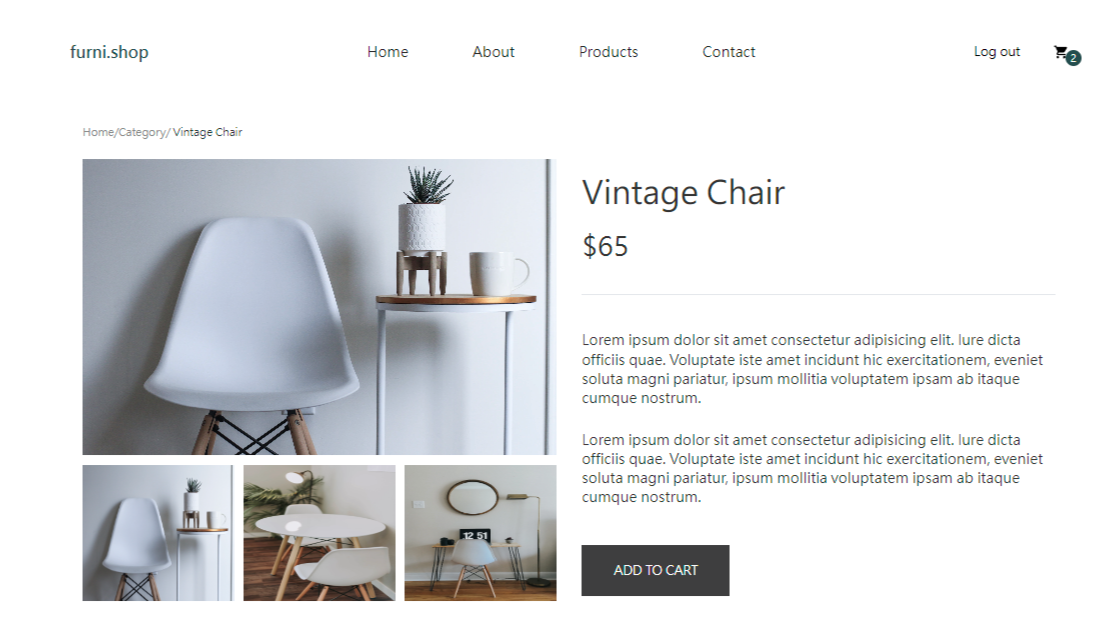 furni.shop
Home
About
Products
Contact
Log out
2
Home/Category/ Vintage Chair
Vintage Chair
$65
Lorem ipsum dolor sit amet consectetur adipisicing elit. Iure dicta
officiis quae. Voluptate iste amet incidunt hic exercitationem, eveniet
soluta magni pariatur, ipsum mollitia voluptatem ipsam ab itaque
cumque nostrum.
Lorem ipsum dolor sit amet consectetur adipisicing elit. Iure dicta
officiis quae. Voluptate iste amet incidunt hic exercitationem, eveniet
soluta magni pariatur, ipsum mollitia voluptatem ipsam ab itaque
cumque nostrum.
12 51
ADD TO CART